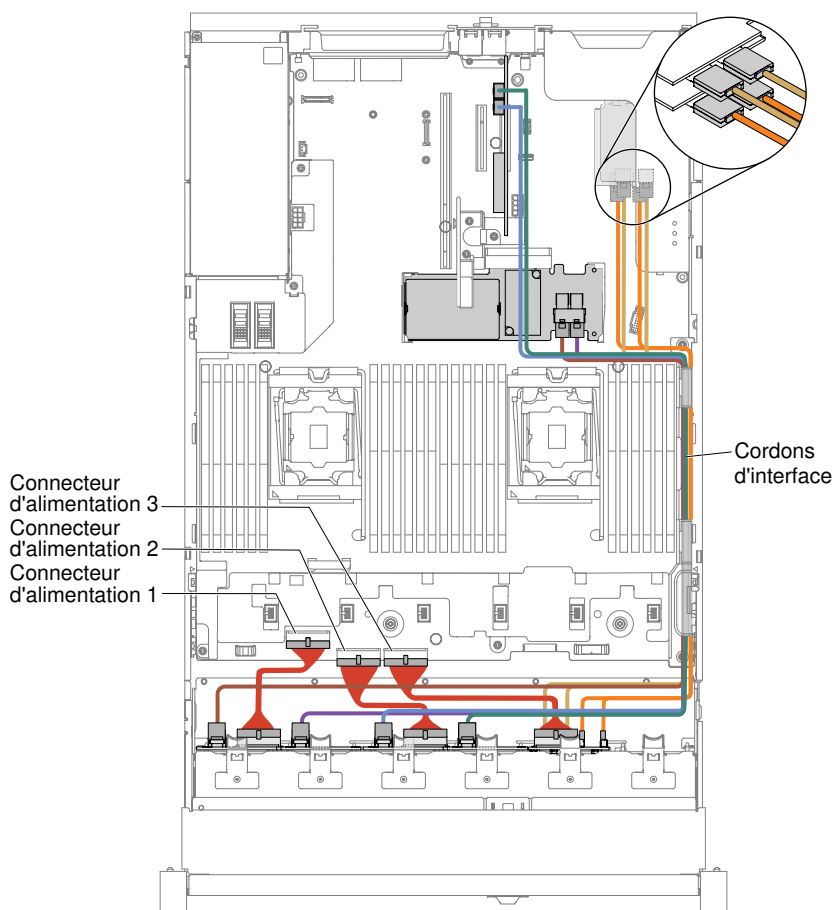 Connecteur
d'alimentation 3
Connecteur
d'alimentation 2
Connecteur
d'alimentation 1
Cordons
d'interface